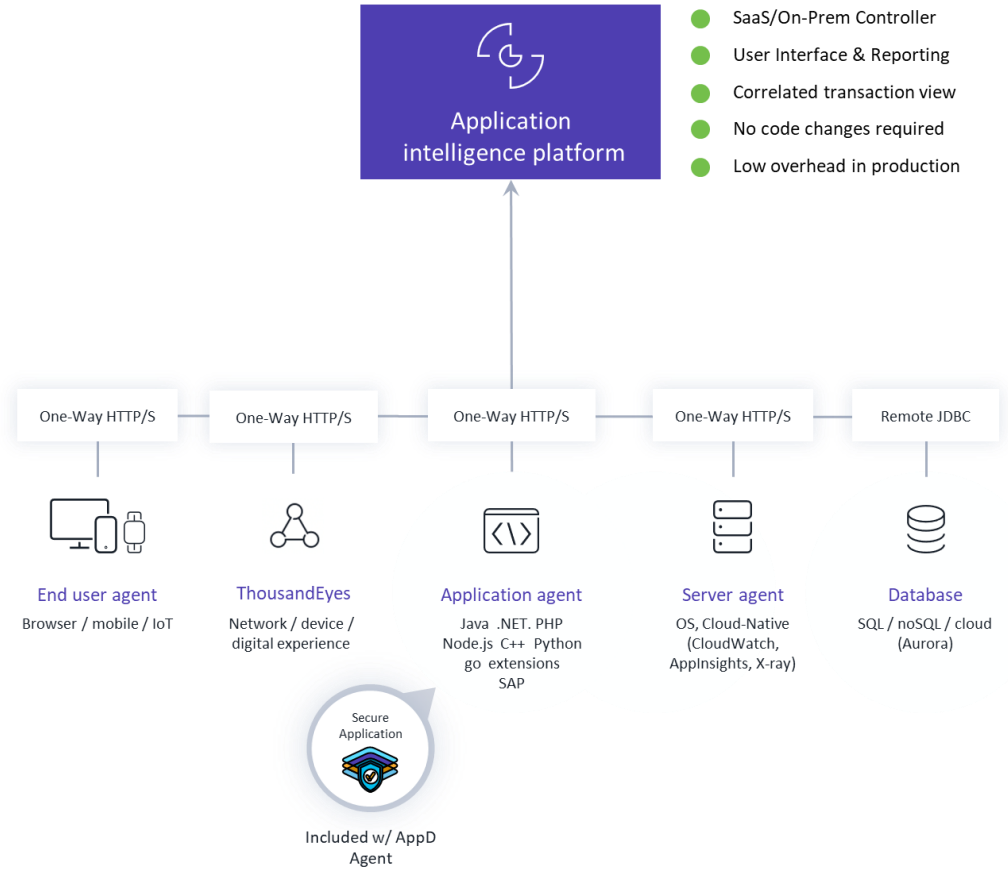 Application
intelligence platform
SaaS/On-Prem Controller
User Interface & Reporting
Correlated transaction view
No code changes required
Low overhead in production
One-Way HTTP/S
One-Way HTTP/S
One-Way HTTP/S
One-Way HTTP/S
Remote JDBC
End user agent
Browser / mobile / IoT
ThousandEyes
Network / device /
digital experience
Application agent
Java .NET. PHP
Node.js C++ Python
go extensions
SAP
Server agent
OS, Cloud-Native
(CloudWatch,
AppInsights, X-ray)
Database
SQL / noSQL / cloud
(Aurora)
Secure
Application
Included w/ AppD
Agent